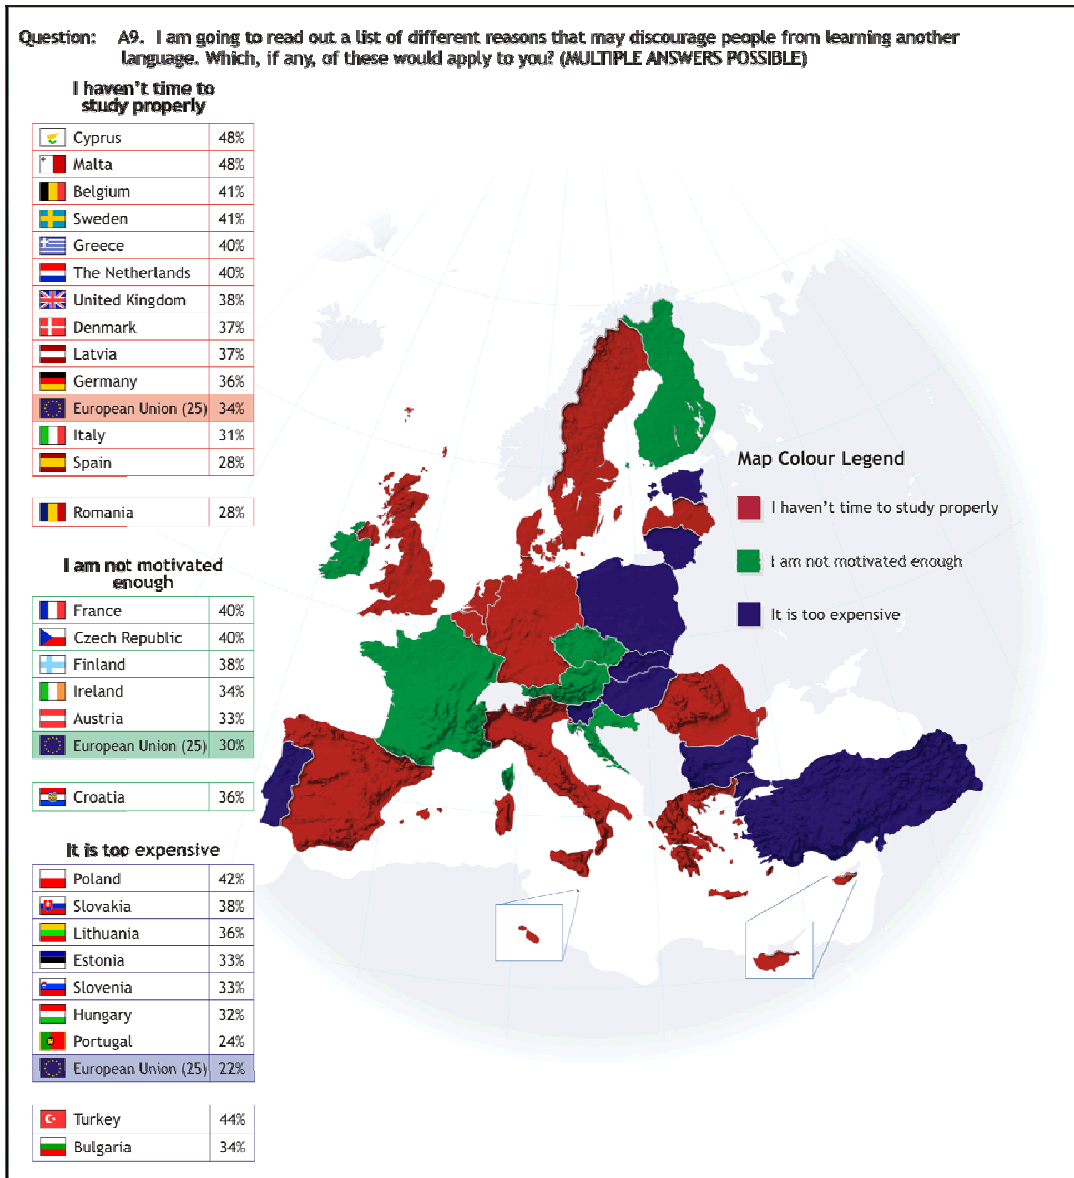 Question: A9. I am going to read out a list of different reasons that may discourage people from learning another
language. Which, if any, of these would apply to you? (MULTIPLE ANSWERS POSSIBLE)
I haven't time to
study properly
Cyprus 48%
Malta 48%
Belgium 41%
Sweden 41%
Greece 40%
The Netherlands 40%
United Kingdom 38%
Denmark 37%
Latvia 37%
Germany 36%
European Union (25) 34%
Italy 31%
Spain 28%
Romania 28%
I am not motivated
enough
France 40%
Czech Republic 40%
Finland 38%
Ireland 34%
Austria 33%
European Union (25) 30%
Croatia 36%
It is too expensive
Poland 42%
Slovakia 38%
Lithuania 36%
Estonia 33%
Slovenia 33%
Hungary 32%
Portugal 24%
European Union (25) 22%
Turkey 44%
Bulgaria 34%
Map Colour Legend
I haven't time to study properly
I am not motivated enough
It is too expensive